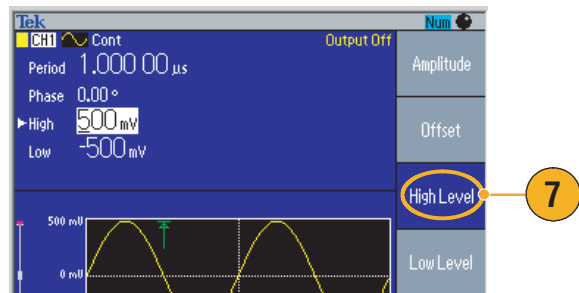 Tek
Num
CH1 Cont
Output Off
Period 1.000 00 µs
Phase 0.00 °
High 500 mV
Low -500 mV
Amplitude
Offset
High Level
7
Low Level
500 mV
0 mV